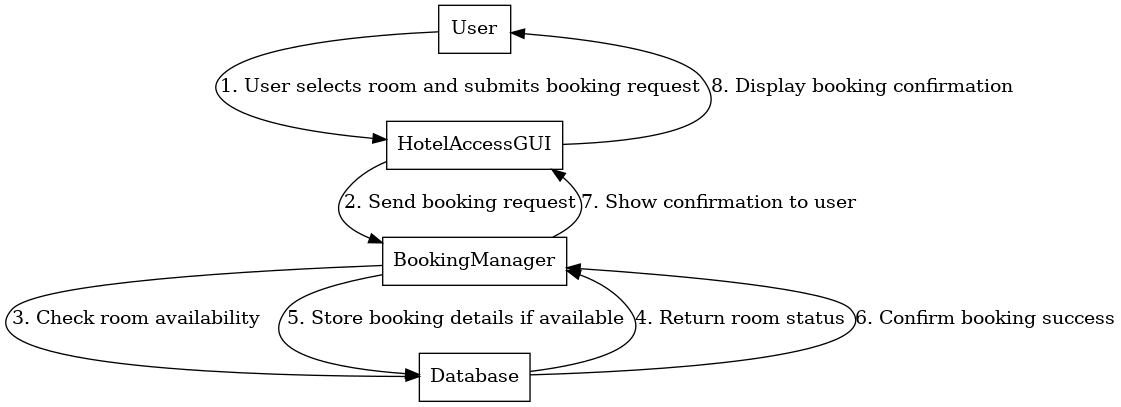 User
1. User selects room and submits booking request
8. Display booking confirmation
HotelAccessGUI
2. Send booking request
7. Show confirmation to user
BookingManager
3. Check room availability
5. Store booking details if available
4. Return room status
6. Confirm booking success
Database